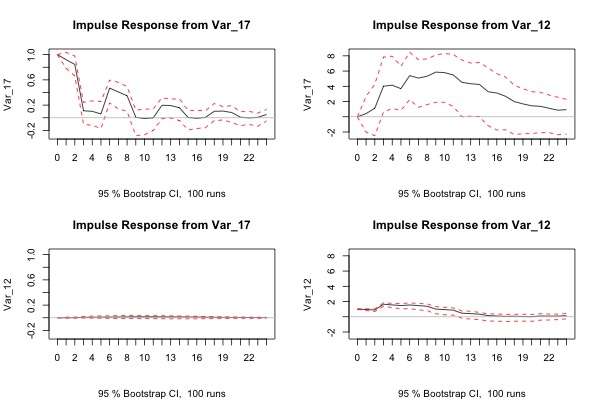 Impulse Response from Var_17
Var_17
-0.2 0.2 0.6 1.0
0 2 4 6 8 10 13 16 19 22
95 % Bootstrap CI, 100 runs
Impulse Response from Var_12
Var_17
-2 2 4 6 8
0 2 4 6 8 10 13 16 19 22
95 % Bootstrap CI, 100 runs
Impulse Response from Var_17
Var_12
-0.2 0.2 0.6 1.0
0 2 4 6 8 10 13 16 19 22
95 % Bootstrap CI, 100 runs
Impulse Response from Var_12
Var_12
-2 2 4 6 8
0 2 4 6 8 10 13 16 19 22
95 % Bootstrap CI, 100 runs